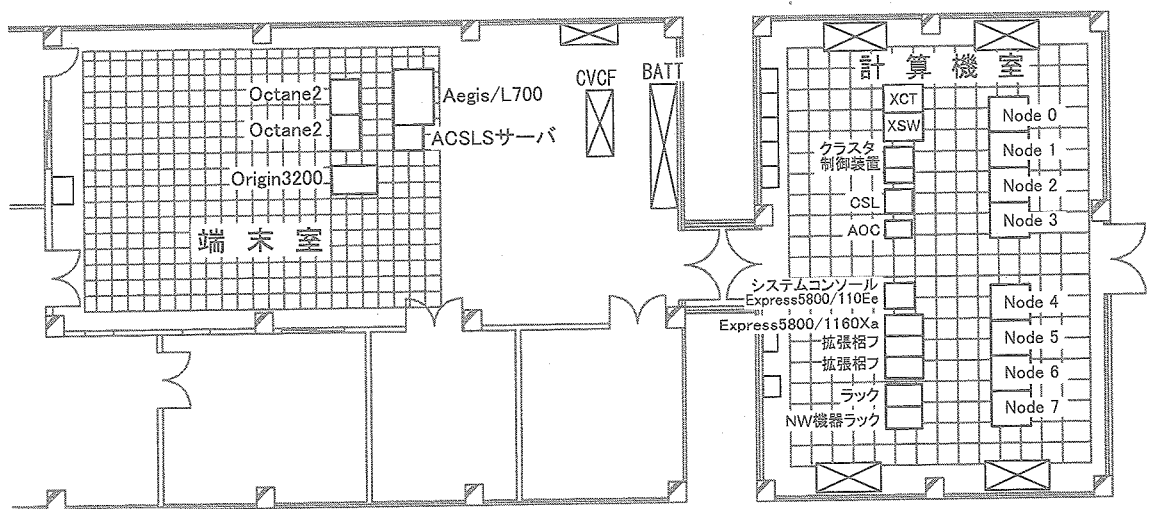 Octane2
Octane2
Origin3200
Aegis/L700
ACSLSサーバ
端末室
CVCF
BATT
計算機室
XCT
XSW
クラスタ
制御装置
CSL
AOC
システムコンソール
Express5800/110Ee
Express5800/1160Xa
拡張梠フ
拡張梠フ
ラック
NW機器ラック
Node 0
Node 1
Node 2
Node 3
Node 4
Node 5
Node 6
Node 7